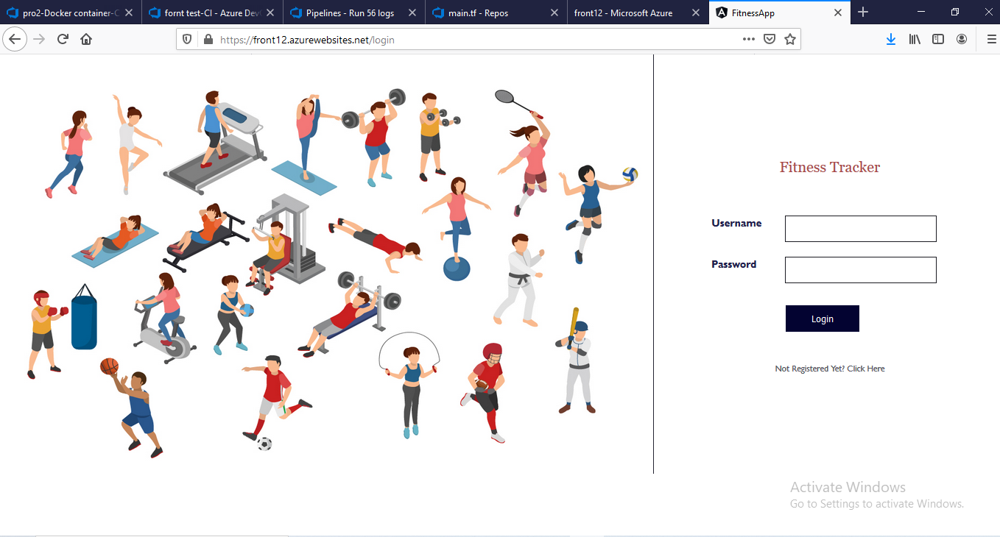 pro2-Docker container-C
fornt test-CI - Azure Dev
Pipelines - Run 56 logs
main.tf - Repos
front12 - Microsoft Azure
FitnessApp
https://front12.azurewebsites.net/login
Fitness Tracker
Username
Password
Login
Not Registered Yet? Click Here
Activate Windows
Go to Settings to activate Windows.